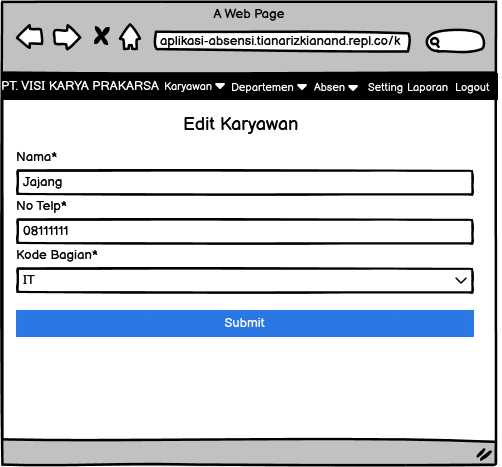 A Web Page
aplikasi-absensi.tianarizkianand.repl.co/k
PT. VISI KARYA PRAKARSA Karyawan Departemen Absen Setting Laporan Logout
Edit Karyawan
Nama*
Jajang
No Telp*
08111111
Kode Bagian*
IT
Submit